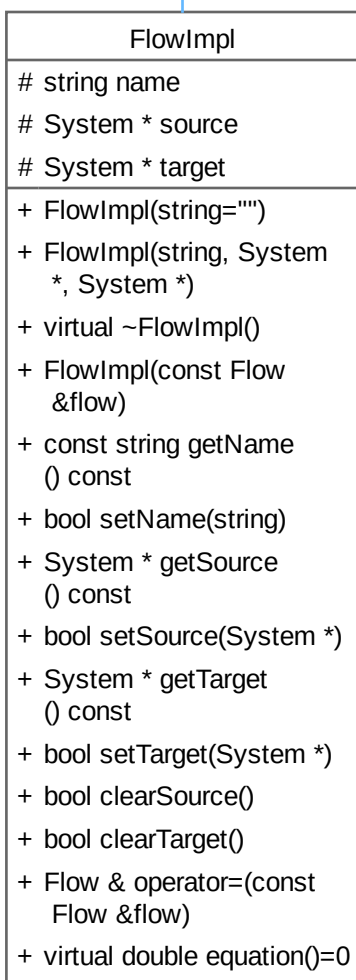 FlowImpl
# string name
# System * source
# System * target
+ FlowImpl(string="")
+ FlowImpl(string, System
*, System *)
+ virtual ~FlowImpl()
+ FlowImpl(const Flow
&flow)
+ const string getName
() const
+ bool setName(string)
+ System * getSource
() const
+ bool setSource(System *)
+ System * getTarget
() const
+ bool setTarget(System *)
+ bool clearSource()
+ bool clearTarget()
+ Flow & operator=(const
Flow &flow)
+ virtual double equation()=0